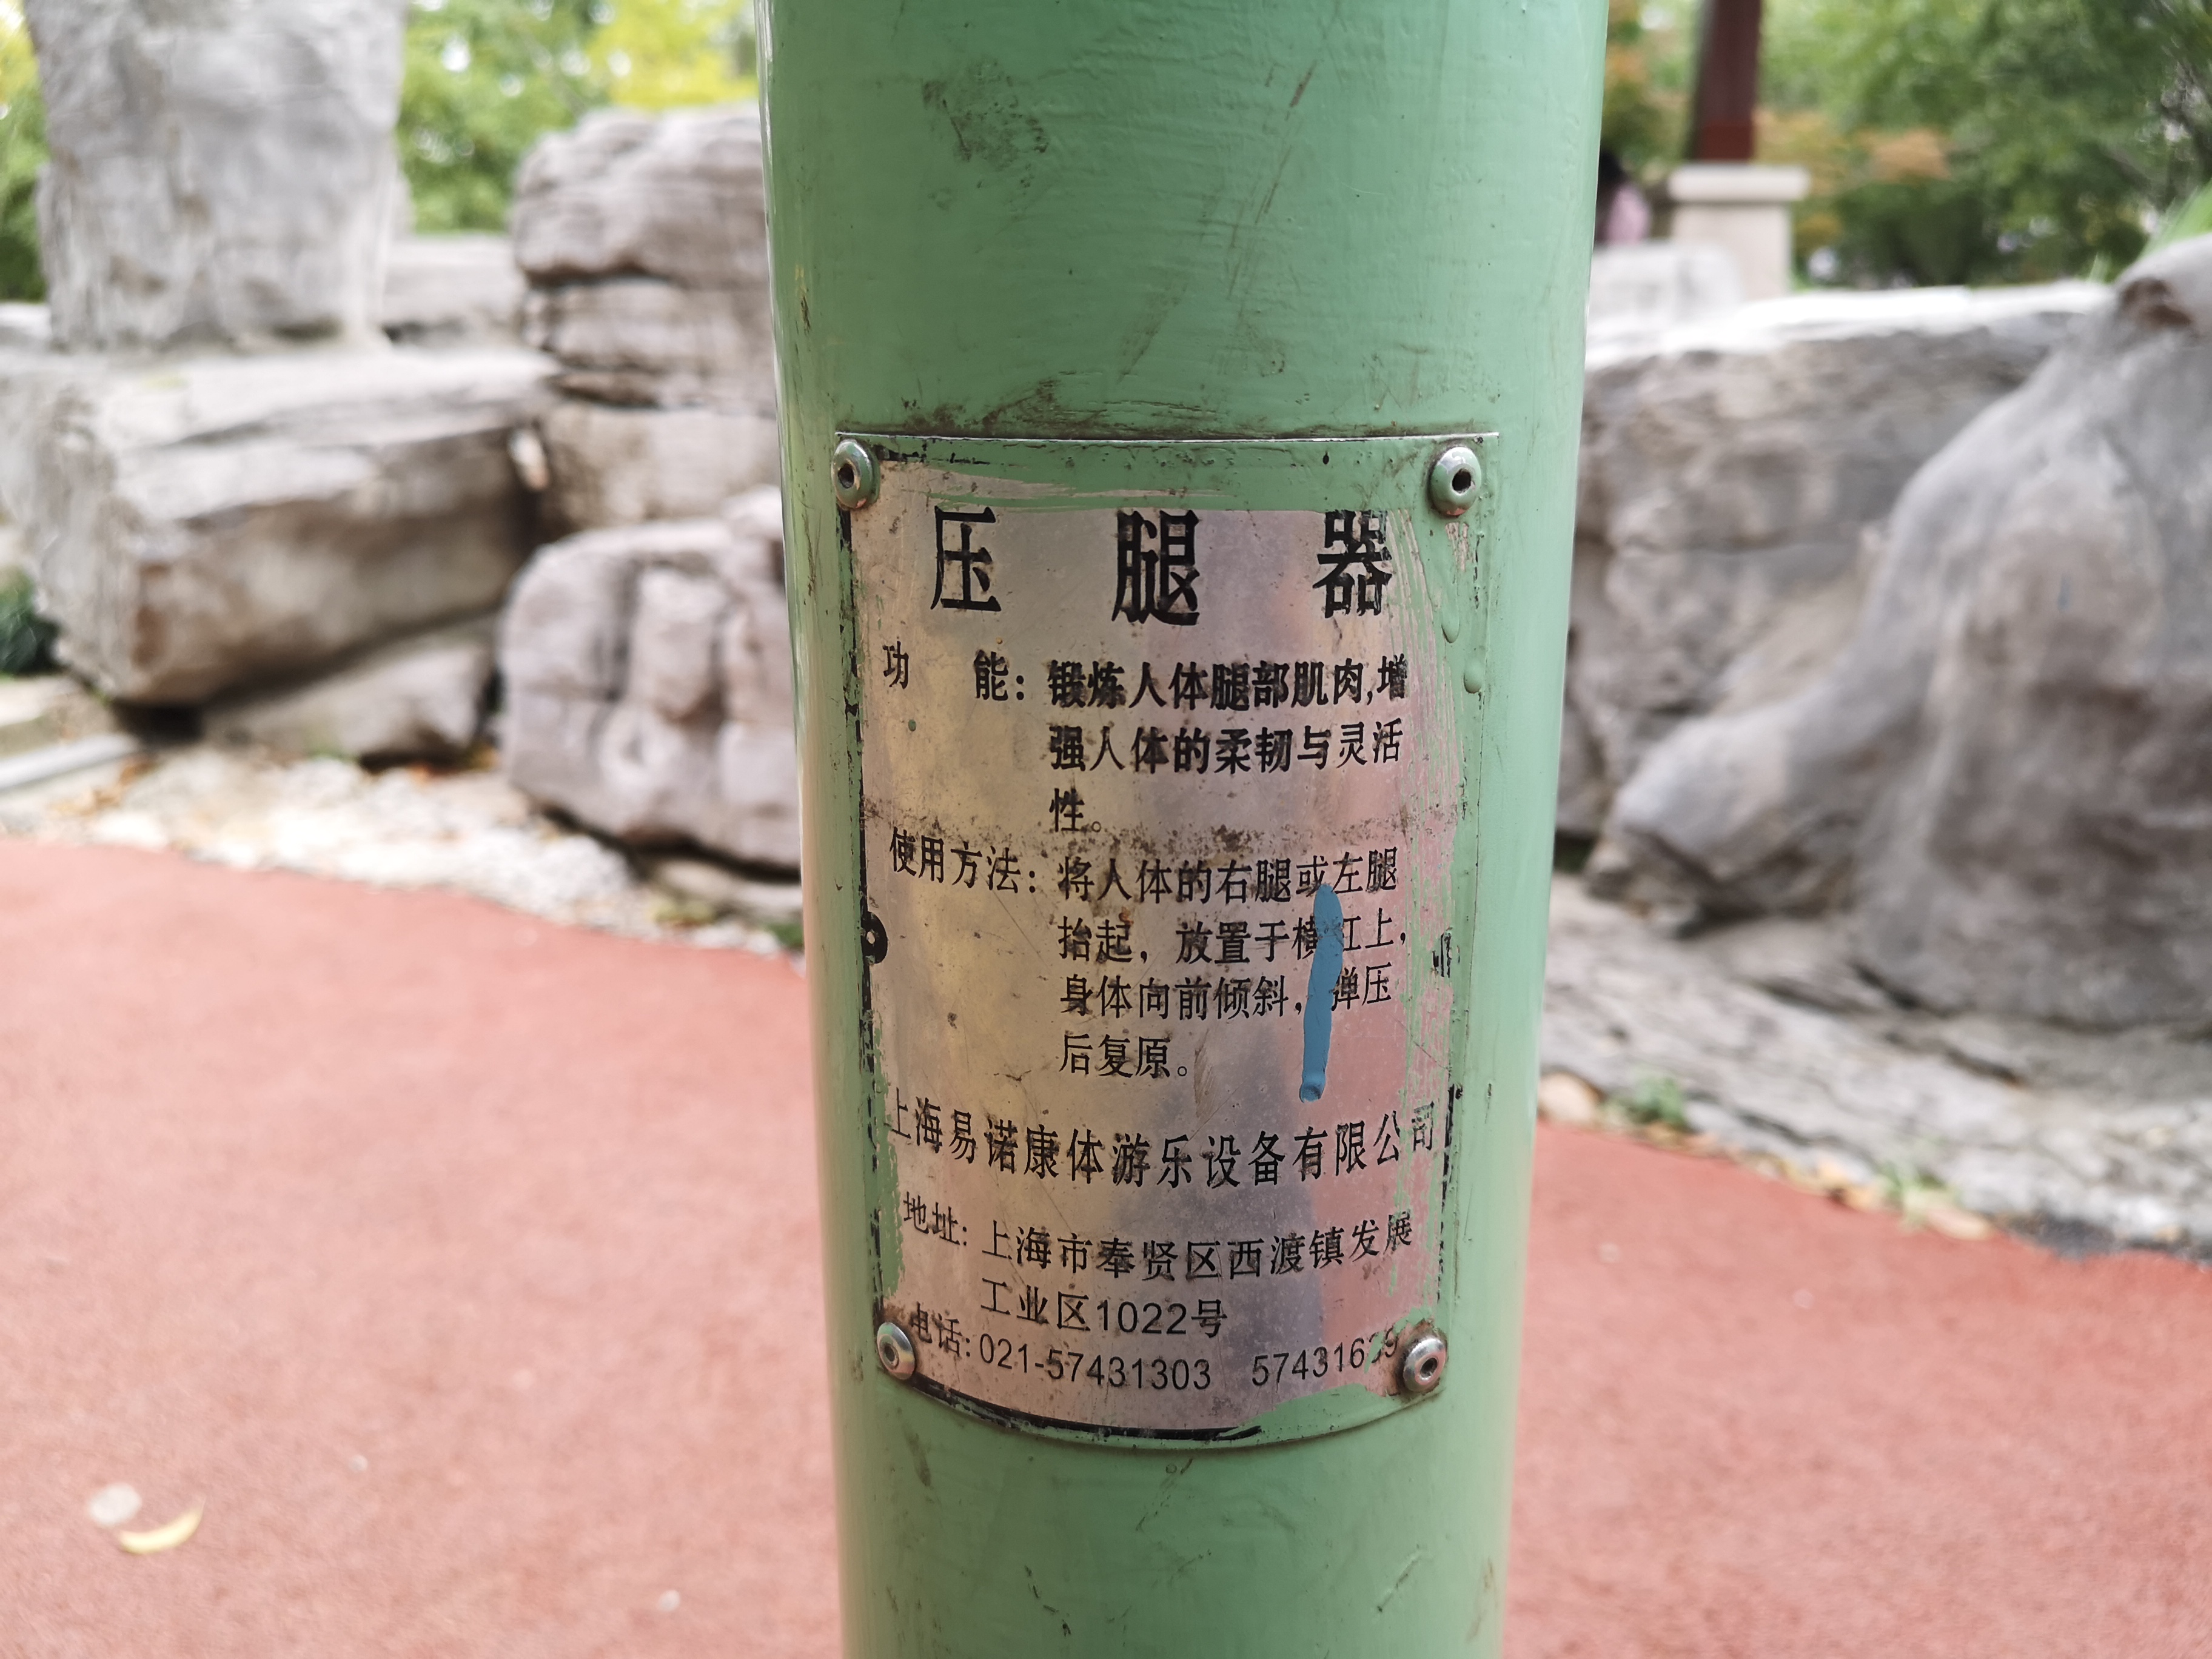 压 腿 器
功 能：锻炼人体腿部肌肉,增
强人体的柔韧与灵活
性。
使用方法：将人体的右腿或左腿
抬起，放置于横杠上，
身体向前倾斜，弹压
后复原。
上海易诺康体游乐设备有限公司
地址：上海市奉贤区西渡镇发展
工业区1022号
电话：021-57431303